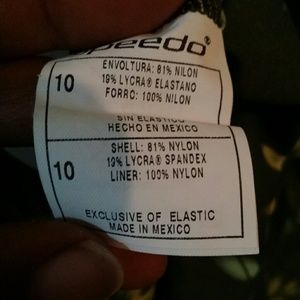 speedo®
10
ENVOLTURA: 81% NILON
19% LYCRA® ELASTANO
FORRO: 100% NILON
SIN ELASTICO
HECHO EN MEXICO
10
SHELL: 81% NYLON
19% LYCRA® SPANDEX
LINER: 100% NYLON
EXCLUSIVE OF ELASTIC
MADE IN MEXICO